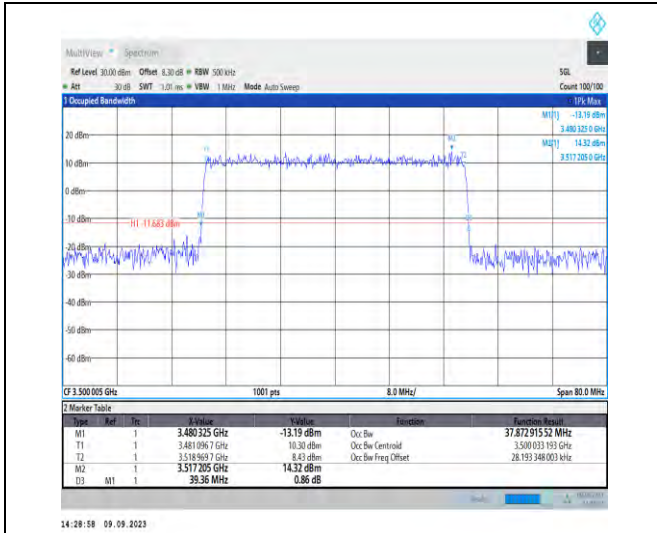 MultiView Spectrum
Ref Level 30.00 dBm Offset 8.30 dB RBW 500 kHz SGL
Att 30 dB SWT 1.01 ms VBW 1 MHz Mode Auto Sweep Count 100/100
1 Occupied Bandwidth 1Pk Max
M1[1] -13.19 dBm
3.480 325 0 GHz
M2[1] 14.32 dBm
3.517 205 0 GHz
M2
T1
T2
20 dBm
10 dBm
0 dBm
M1
-10 dBm
H1 -11.683 dBm
-20 dBm
-30 dBm
-40 dBm
-50 dBm
-60 dBm
CF 3.500 005 GHz 1001 pts 8.0 MHz/ Span 80.0 MHz
2 Marker Table
Type Ref Trc X-Value Y-Value Function Function Result
M1 1 3.480 325 GHz -13.19 dBm Occ Bw 37.872 915 52 MHz
T1 1 3.481 096 7 GHz 10.30 dBm Occ Bw Centroid 3.500 033 193 GHz
T2 1 3.518 969 7 GHz 8.43 dBm Occ Bw Freq Offset 28.193 348 003 kHz
M2 1 3.517 205 GHz 14.32 dBm
D3 M1 1 39.36 MHz 0.86 dB
14:28:58 09.09.2023